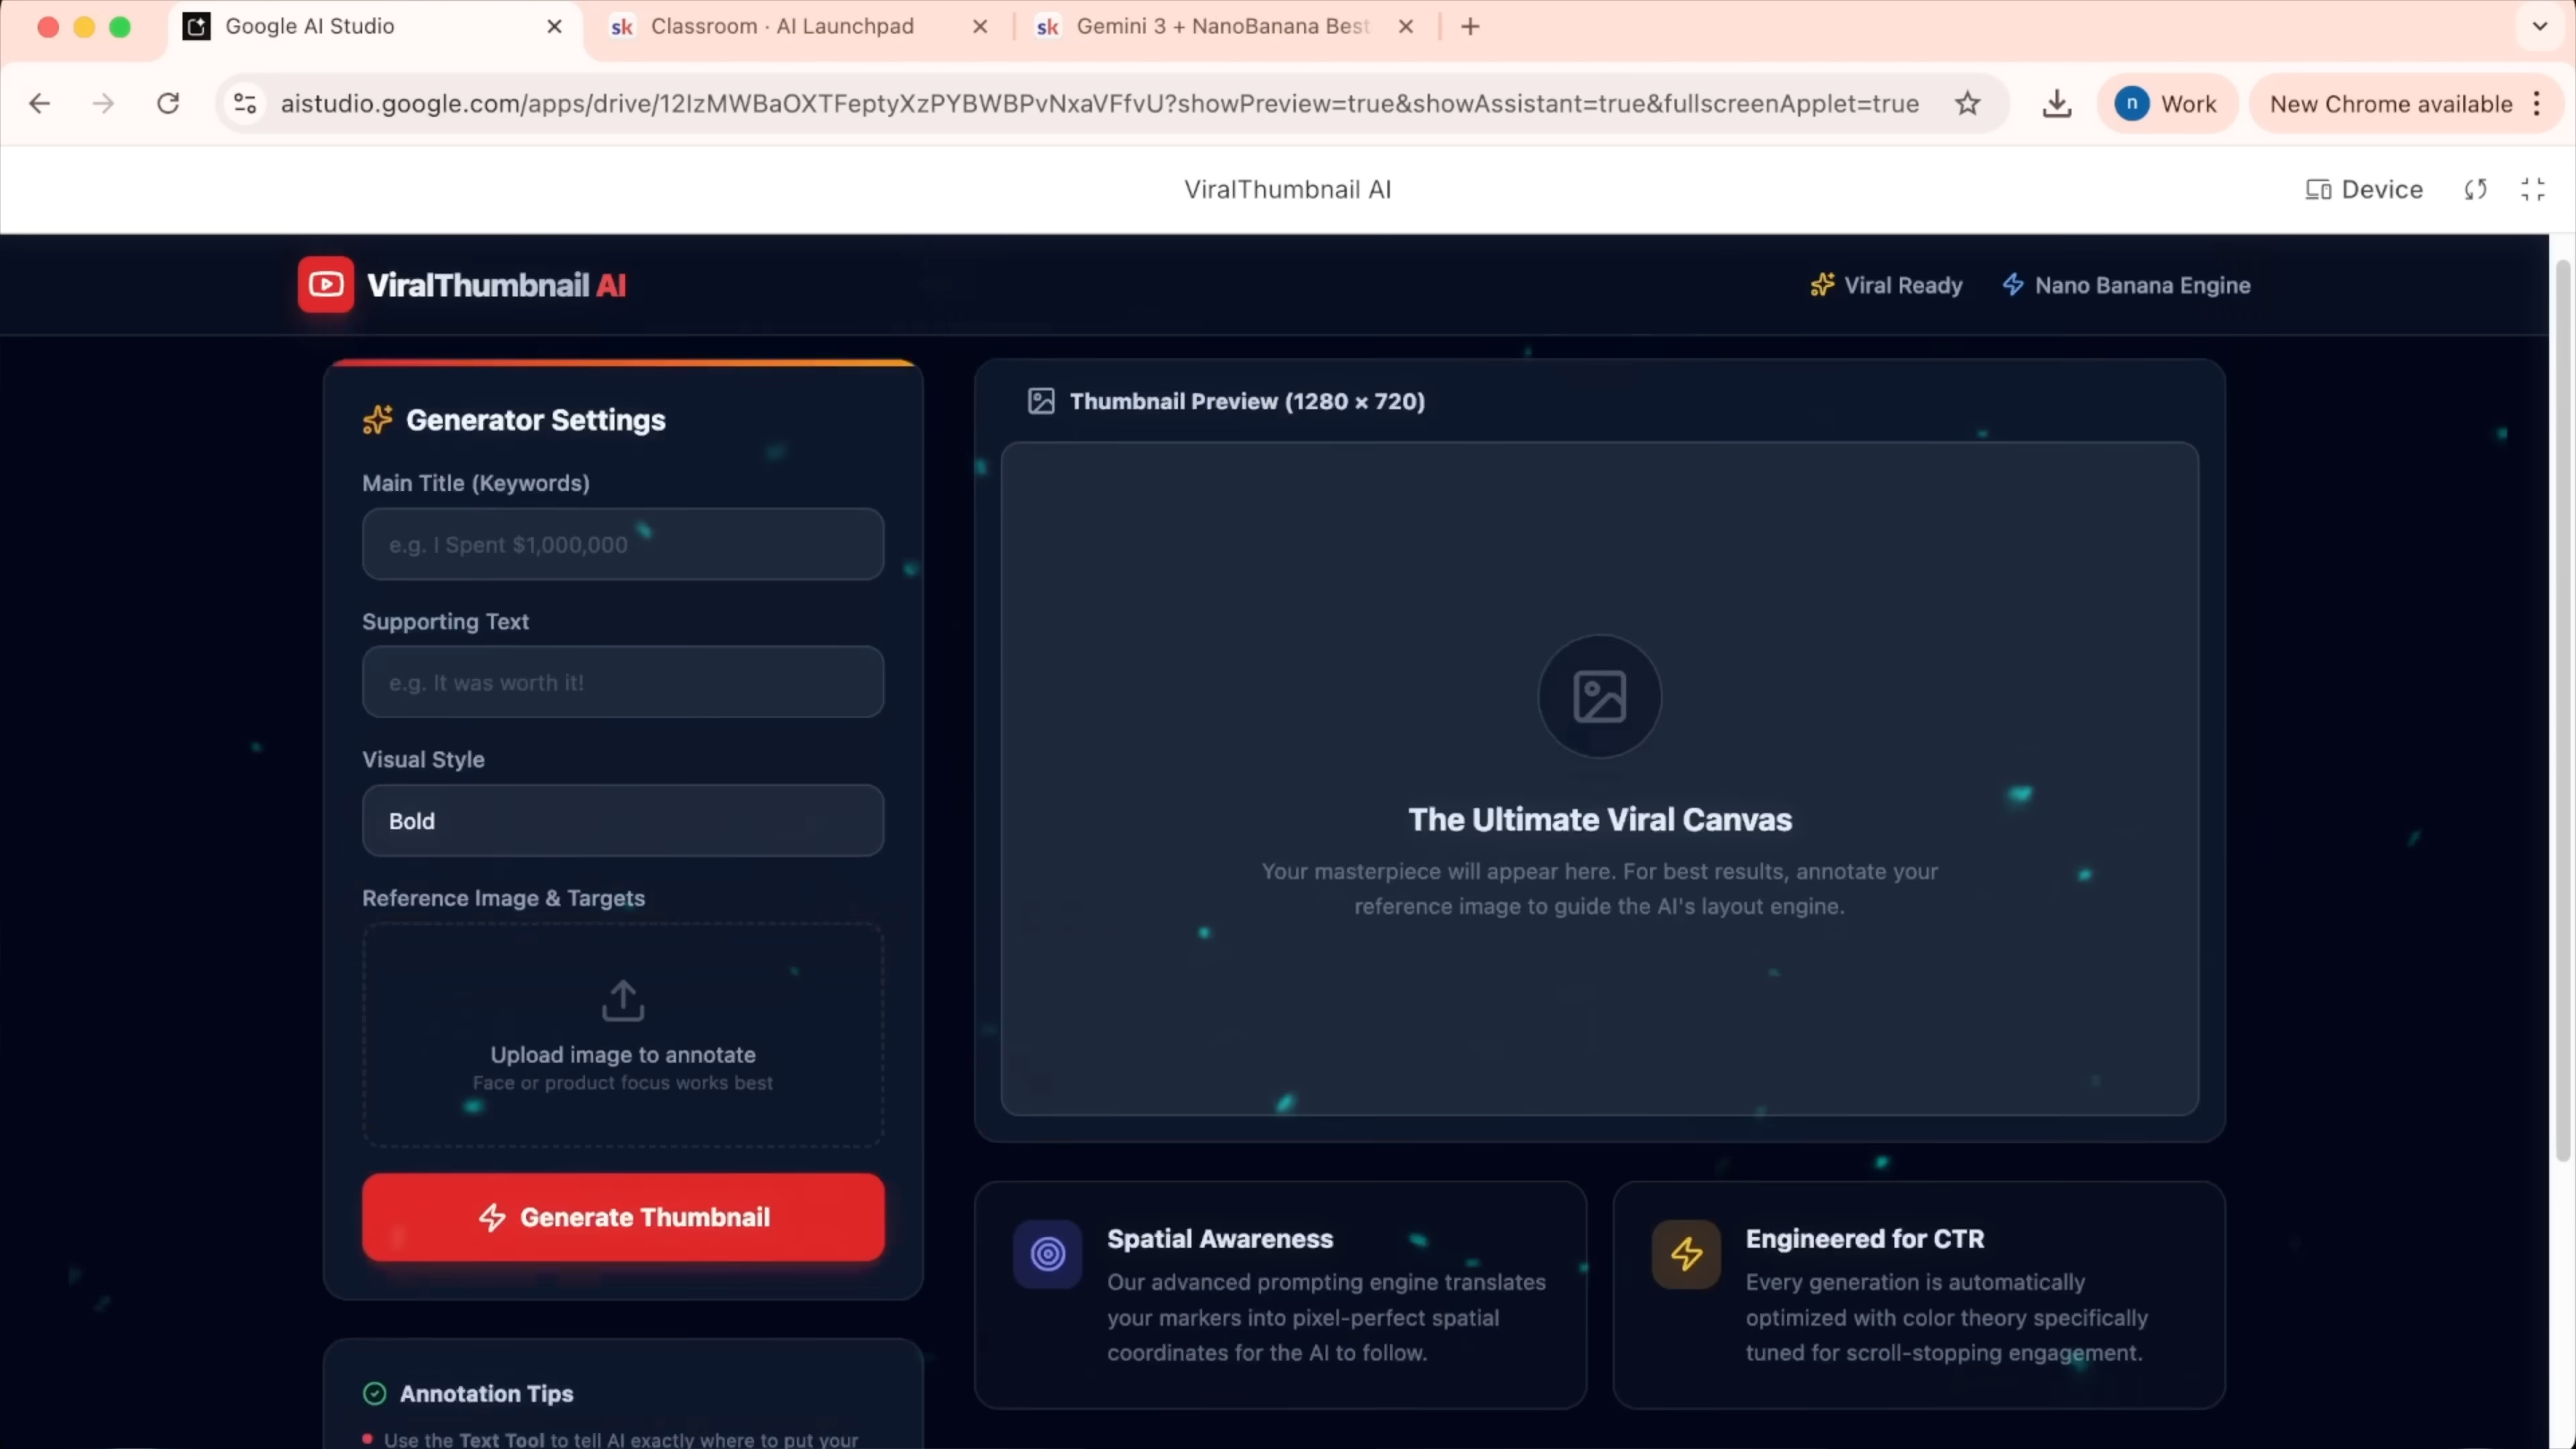 Google AI Studio
Classroom · AI Launchpad
Gemini 3 + NanoBanana Best
aistudio.google.com/apps/drive/12IzMWBaOXTFeptyXzPYBWBPvNxaVFfvU?showPreview=true&showAssistant=true&fullscreenApplet=true
n Work
New Chrome available
ViralThumbnail AI
Device
ViralThumbnail AI
Viral Ready
Nano Banana Engine
Generator Settings
Main Title (Keywords)
e.g. I Spent $1,000,000
Supporting Text
e.g. It was worth it!
Visual Style
Bold
Reference Image & Targets
Upload image to annotate
Face or product focus works best
Generate Thumbnail
Annotation Tips
Use the Text Tool to tell AI exactly where to put your
Thumbnail Preview (1280 × 720)
The Ultimate Viral Canvas
Your masterpiece will appear here. For best results, annotate your
reference image to guide the AI's layout engine.
Spatial Awareness
Our advanced prompting engine translates
your markers into pixel-perfect spatial
coordinates for the AI to follow.
Engineered for CTR
Every generation is automatically
optimized with color theory specifically
tuned for scroll-stopping engagement.